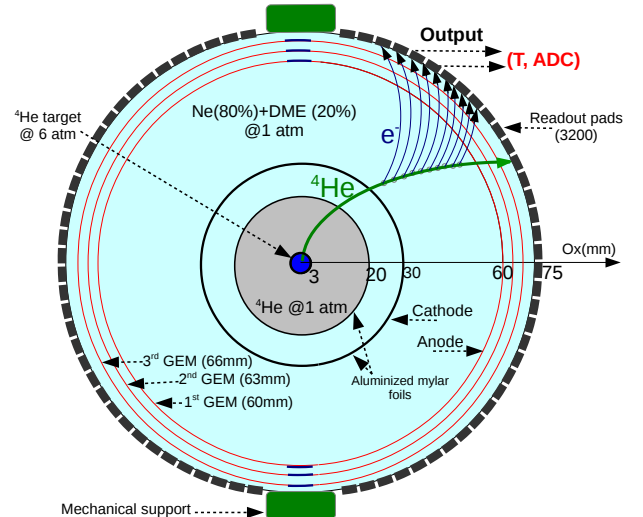 Output
(T, ADC)
Ne(80%)+DME (20%)
@1 atm
⁴He target
@ 6 atm
e⁻
Readout pads
(3200)
⁴He
Ox(mm)
3
20
30
60
75
⁴He @1 atm
Cathode
Anode
3ʳᵈ GEM (66mm)
2ⁿᵈ GEM (63mm)
1ˢᵗ GEM (60mm)
Aluminized mylar
foils
Mechanical support